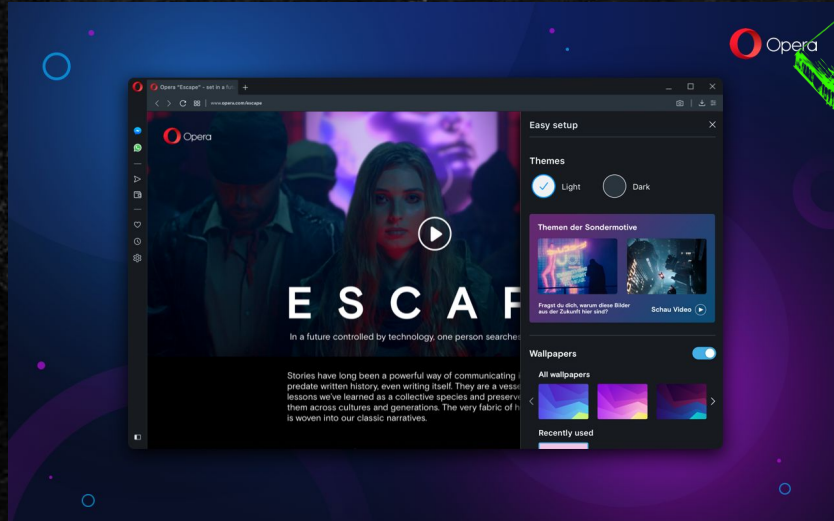 Opera
Opera "Escape" - set in a fut
www.opera.com/escape
Opera
ESCAP
In a future controlled by technology, one person searches
Stories have long been a powerful way of communicating
predate written history, even writing itself. They are a vesse
lessons we've learned as a collective species and preserve
them across cultures and generations. The very fabric of h
is woven into our classic narratives.
Easy setup
Themes
Light
Dark
Themen der Sondermotive
Fragst du dich, warum diese Bilder
aus der Zukunft hier sind?
Schau Video
Wallpapers
All wallpapers
Recently used